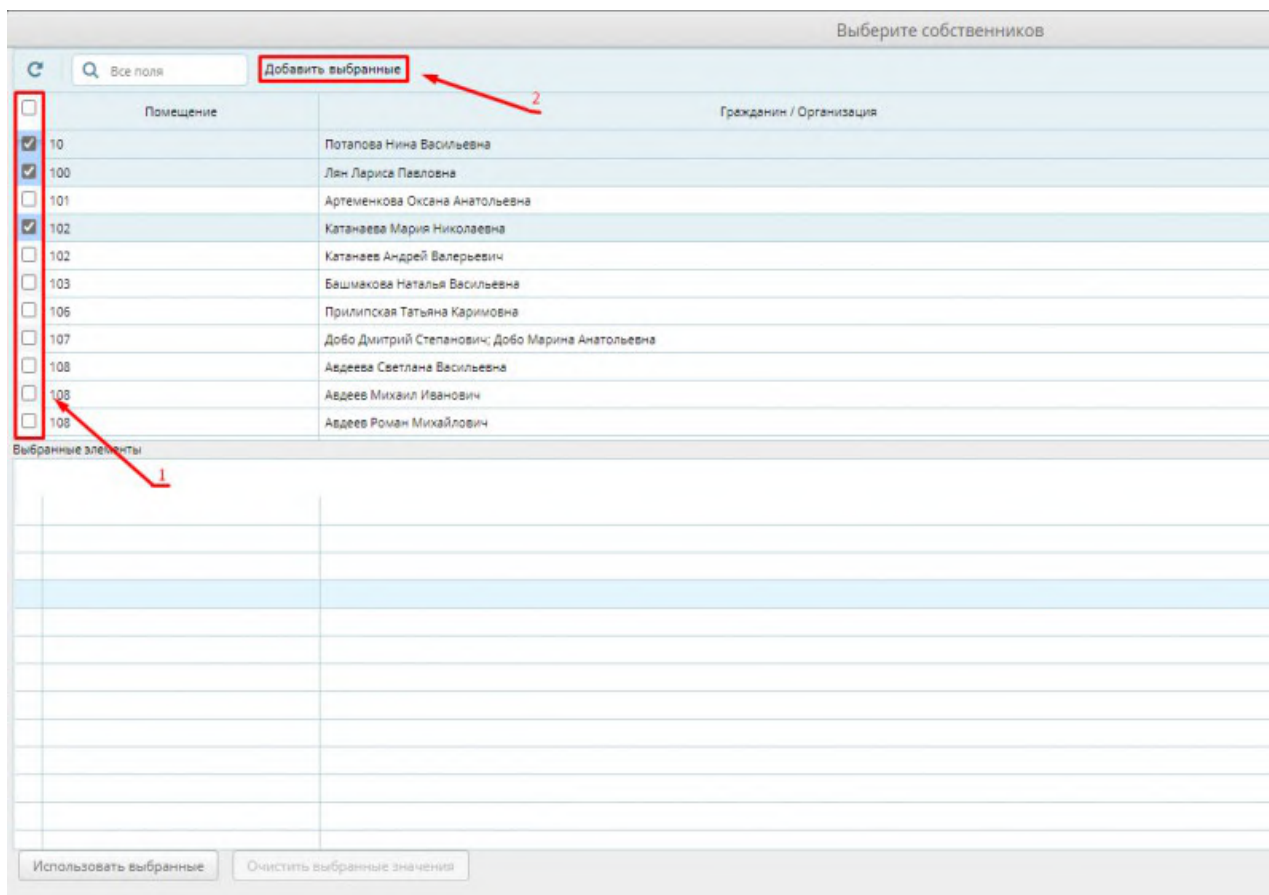 Выберите собственников
Все поля Добавить выбранные
2
Помещение Гражданин / Организация
10 Потапова Нина Васильевна
100 Лян Лариса Павловна
101 Артеменкова Оксана Анатольевна
102 Катанаева Мария Николаевна
102 Катанаев Андрей Валерьевич
103 Башмакова Наталья Васильевна
106 Прилипская Татьяна Каримовна
107 Добо Дмитрий Степанович; Добо Марина Анатольевна
108 Авдеева Светлана Васильевна
108 Авдеев Михаил Иванович
108 Авдеев Роман Михайлович
Выбранные элементы
1
Использовать выбранные Очистить выбранные значения